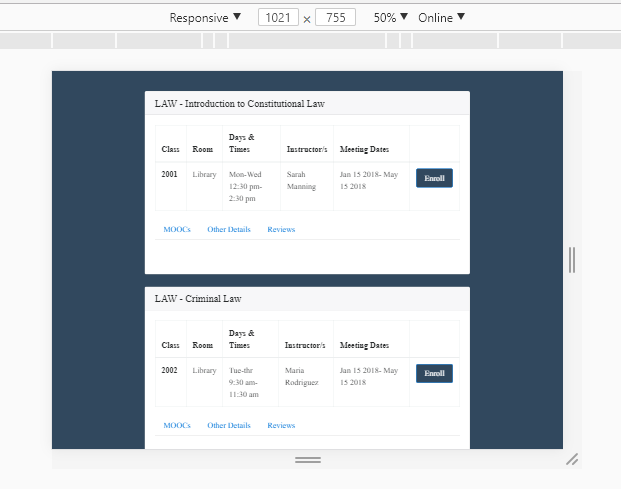 Responsive ▼ 1021 × 755 50% ▼ Online ▼
LAW - Introduction to Constitutional Law
Days &
Class Room Times Instructor/s Meeting Dates
2001 Library Mon-Wed Sarah Jan 15 2018- May Enroll
12:30 pm- Manning 15 2018
2:30 pm
MOOCs Other Details Reviews
LAW - Criminal Law
Days &
Class Room Times Instructor/s Meeting Dates
2002 Library Tue-thr Maria Jan 15 2018- May Enroll
9:30 am- Rodriguez 15 2018
11:30 am
MOOCs Other Details Reviews